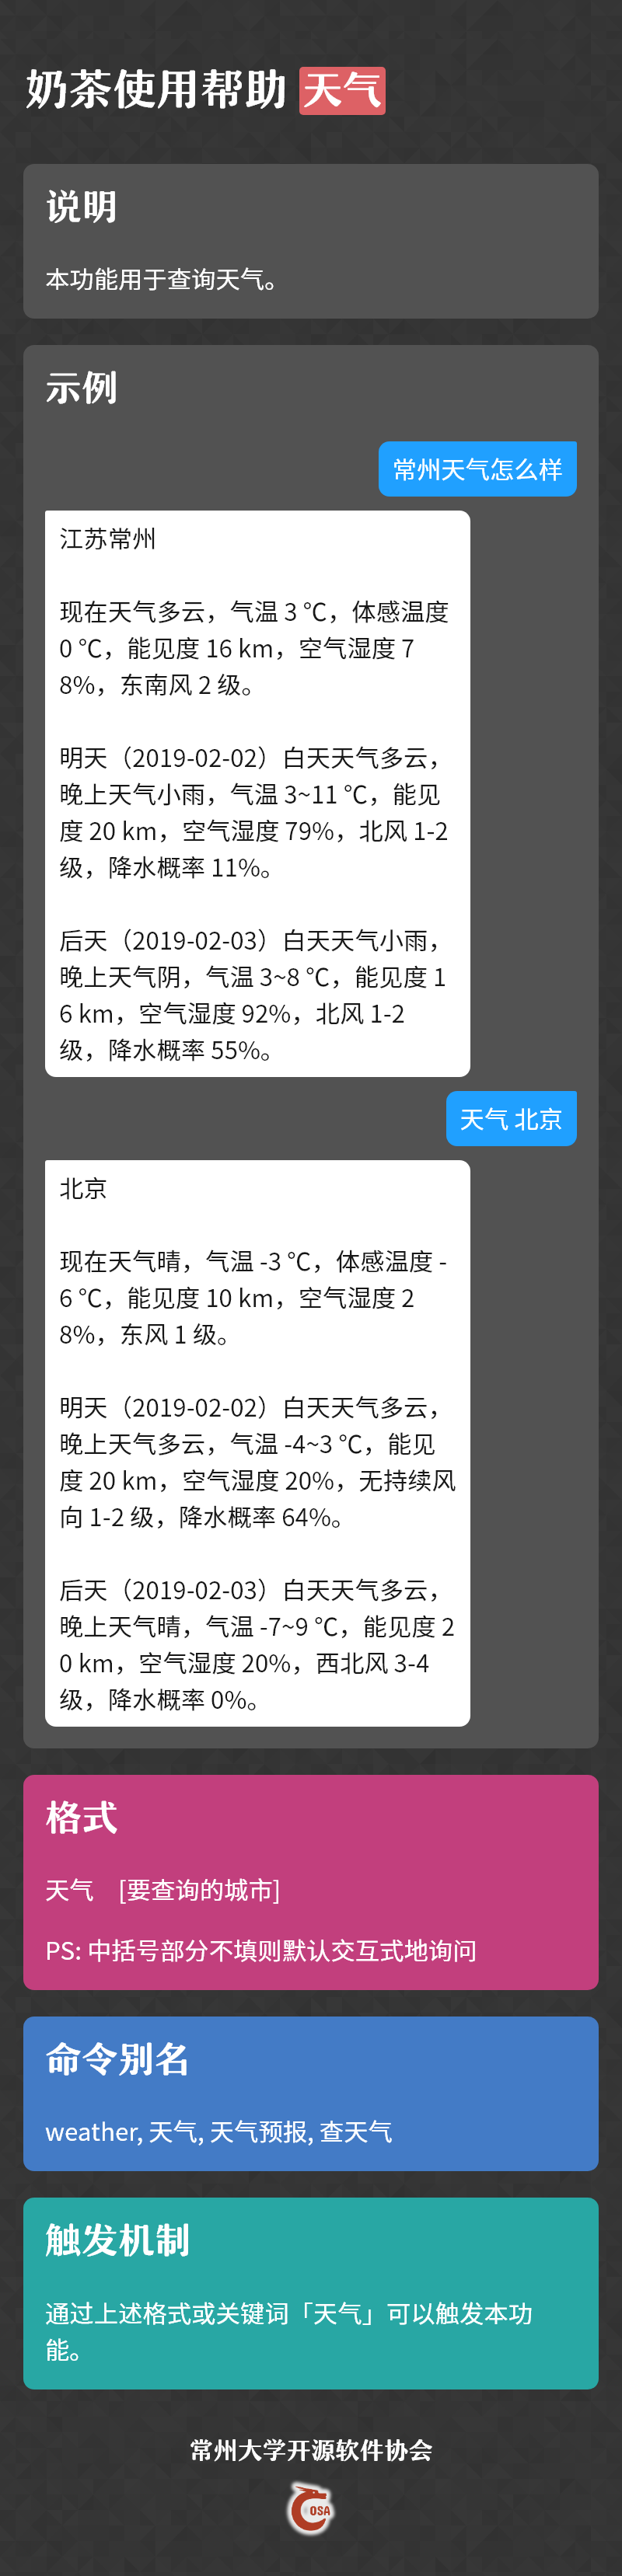 奶茶使用帮助 天气
说明
本功能用于查询天气。
示例
常州天气怎么样
江苏常州
现在天气多云，气温 3 ℃，体感温度
0 ℃，能见度 16 km，空气湿度 7
8%，东南风 2 级。
明天（2019-02-02）白天天气多云，
晚上天气小雨，气温 3~11 ℃，能见
度 20 km，空气湿度 79%，北风 1-2
级，降水概率 11%。
后天（2019-02-03）白天天气小雨，
晚上天气阴，气温 3~8 ℃，能见度 1
6 km，空气湿度 92%，北风 1-2
级，降水概率 55%。
天气 北京
北京
现在天气晴，气温 -3 ℃，体感温度 -
6 ℃，能见度 10 km，空气湿度 2
8%，东风 1 级。
明天（2019-02-02）白天天气多云，
晚上天气多云，气温 -4~3 ℃，能见
度 20 km，空气湿度 20%，无持续风
向 1-2 级，降水概率 64%。
后天（2019-02-03）白天天气多云，
晚上天气晴，气温 -7~9 ℃，能见度 2
0 km，空气湿度 20%，西北风 3-4
级，降水概率 0%。
格式
天气　[要查询的城市]
PS: 中括号部分不填则默认交互式地询问
命令别名
weather, 天气, 天气预报, 查天气
触发机制
通过上述格式或关键词「天气」可以触发本功
能。
常州大学开源软件协会
OSA